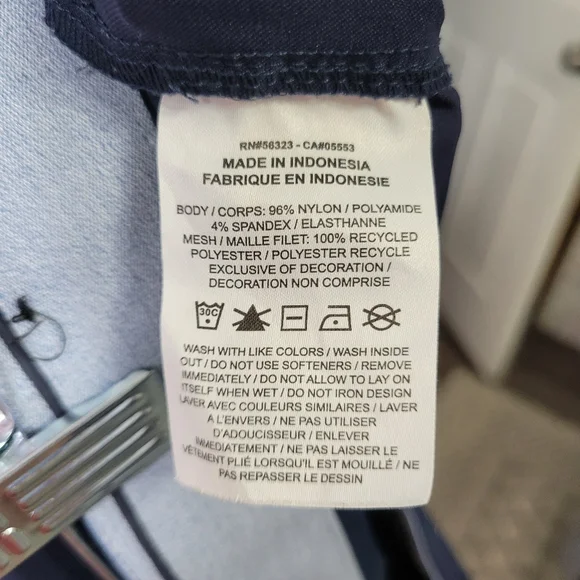 RN#56323 - CA#05553
MADE IN INDONESIA
FABRIQUE EN INDONESIE
BODY / CORPS: 96% NYLON / POLYAMIDE
4% SPANDEX / ELASTHANNE
MESH / MAILLE FILET: 100% RECYCLED
POLYESTER / POLYESTER RECYCLE
EXCLUSIVE OF DECORATION /
DECORATION NON COMPRISE
30C
WASH WITH LIKE COLORS / WASH INSIDE
OUT / DO NOT USE SOFTENERS / REMOVE
IMMEDIATELY / DO NOT ALLOW TO LAY ON
ITSELF WHEN WET / DO NOT IRON DESIGN
LAVER AVEC COULEURS SIMILAIRES / LAVER
A L'ENVERS / NE PAS UTILISER
D'ADOUCISSEUR / ENLEVER
IMMEDIATEMENT / NE PAS LAISSER LE
VÊTEMENT PLIÉ LORSQU'IL EST MOUILLÉ / NE
PAS REPASSER LE DESSIN